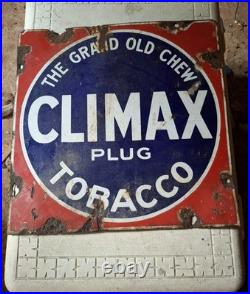 THE GRAND OLD CHEW
CLIMAX
PLUG
TOBACCO